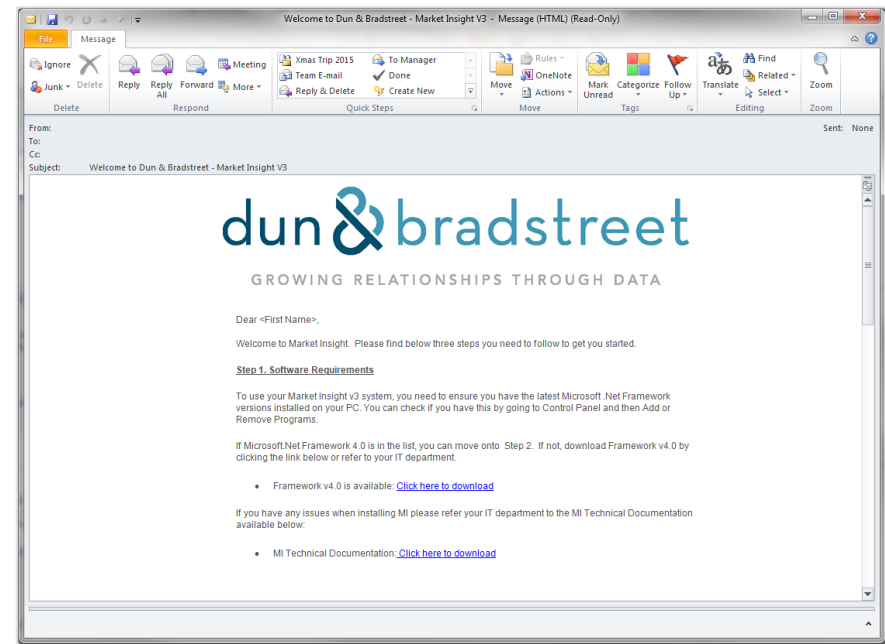 Welcome to Dun & Bradstreet - Market Insight V3 - Message (HTML) (Read-Only)
File Message
Ignore
Junk
Delete
Delete
Reply
Reply All
Forward
Meeting
More
Respond
Xmas Trip 2015
Team E-mail
Reply & Delete
To Manager
Done
Create New
Quick Steps
Move
Rules
OneNote
Actions
Move
Mark Unread
Categorize
Follow Up
Tags
Translate
Find
Related
Select
Editing
Zoom
Zoom
From:
Sent: None
To:
Cc:
Subject: Welcome to Dun & Bradstreet - Market Insight V3
dun & bradstreet
GROWING RELATIONSHIPS THROUGH DATA
Dear <First Name>,
Welcome to Market Insight. Please find below three steps you need to follow to get you started.
Step 1. Software Requirements
To use your Market Insight v3 system, you need to ensure you have the latest Microsoft .Net Framework
versions installed on your PC. You can check if you have this by going to Control Panel and then Add or
Remove Programs.
If Microsoft.Net Framework 4.0 is in the list, you can move onto Step 2. If not, download Framework v4.0 by
clicking the link below or refer to your IT department.
• Framework v4.0 is available: Click here to download
If you have any issues when installing MI please refer your IT department to the MI Technical Documentation
available below:
• MI Technical Documentation: Click here to download